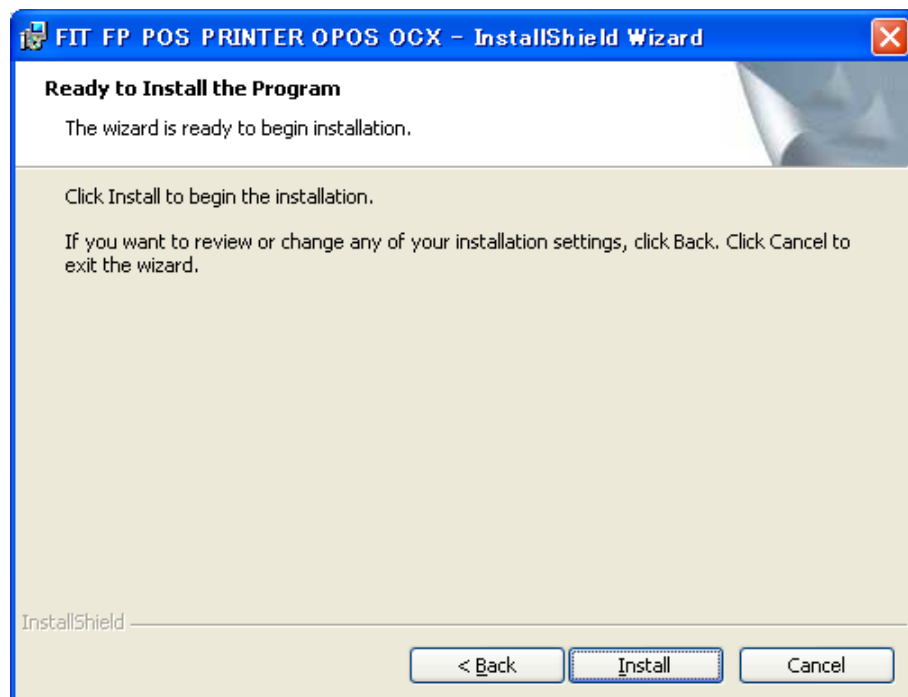 FIT FP POS PRINTER OPOS OCX - InstallShield Wizard
Ready to Install the Program
The wizard is ready to begin installation.
Click Install to begin the installation.
If you want to review or change any of your installation settings, click Back. Click Cancel to
exit the wizard.
InstallShield
< Back Install Cancel